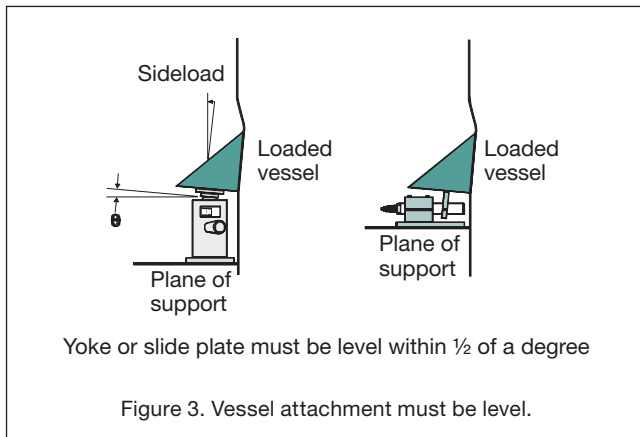 Sideload
Loaded
vessel
θ
Plane of
support
Loaded
vessel
Plane of
support
Yoke or slide plate must be level within ½ of a degree
Figure 3. Vessel attachment must be level.